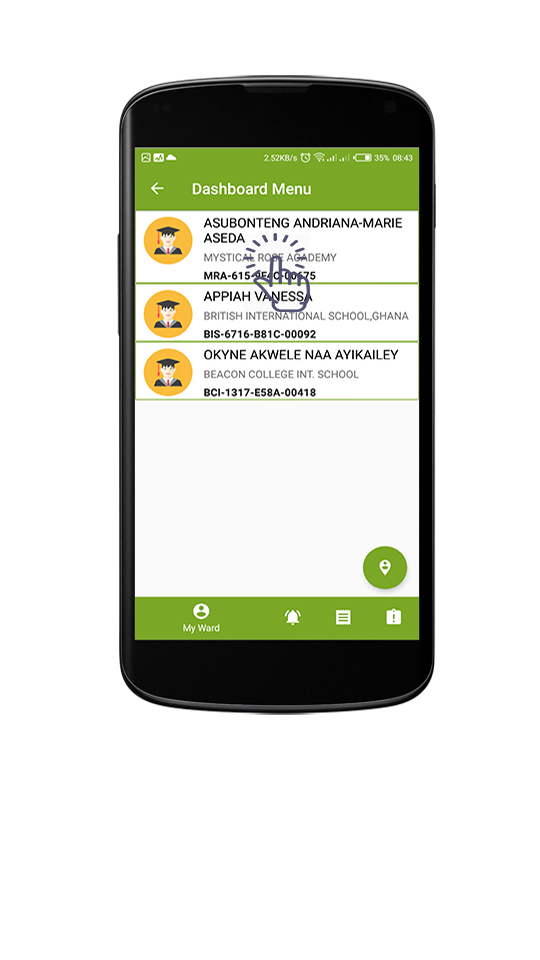 2.52KB/s 35% 08:43
Dashboard Menu
ASUBONTENG ANDRIANA-MARIE
ASEDA
MYSTICAL ROSE ACADEMY
MRA-615-9E4C-00675
APPIAH VANESSA
BRITISH INTERNATIONAL SCHOOL,GHANA
BIS-6716-B81C-00092
OKYNE AKWELE NAA AYIKAILEY
BEACON COLLEGE INT. SCHOOL
BCI-1317-E58A-00418
My Ward